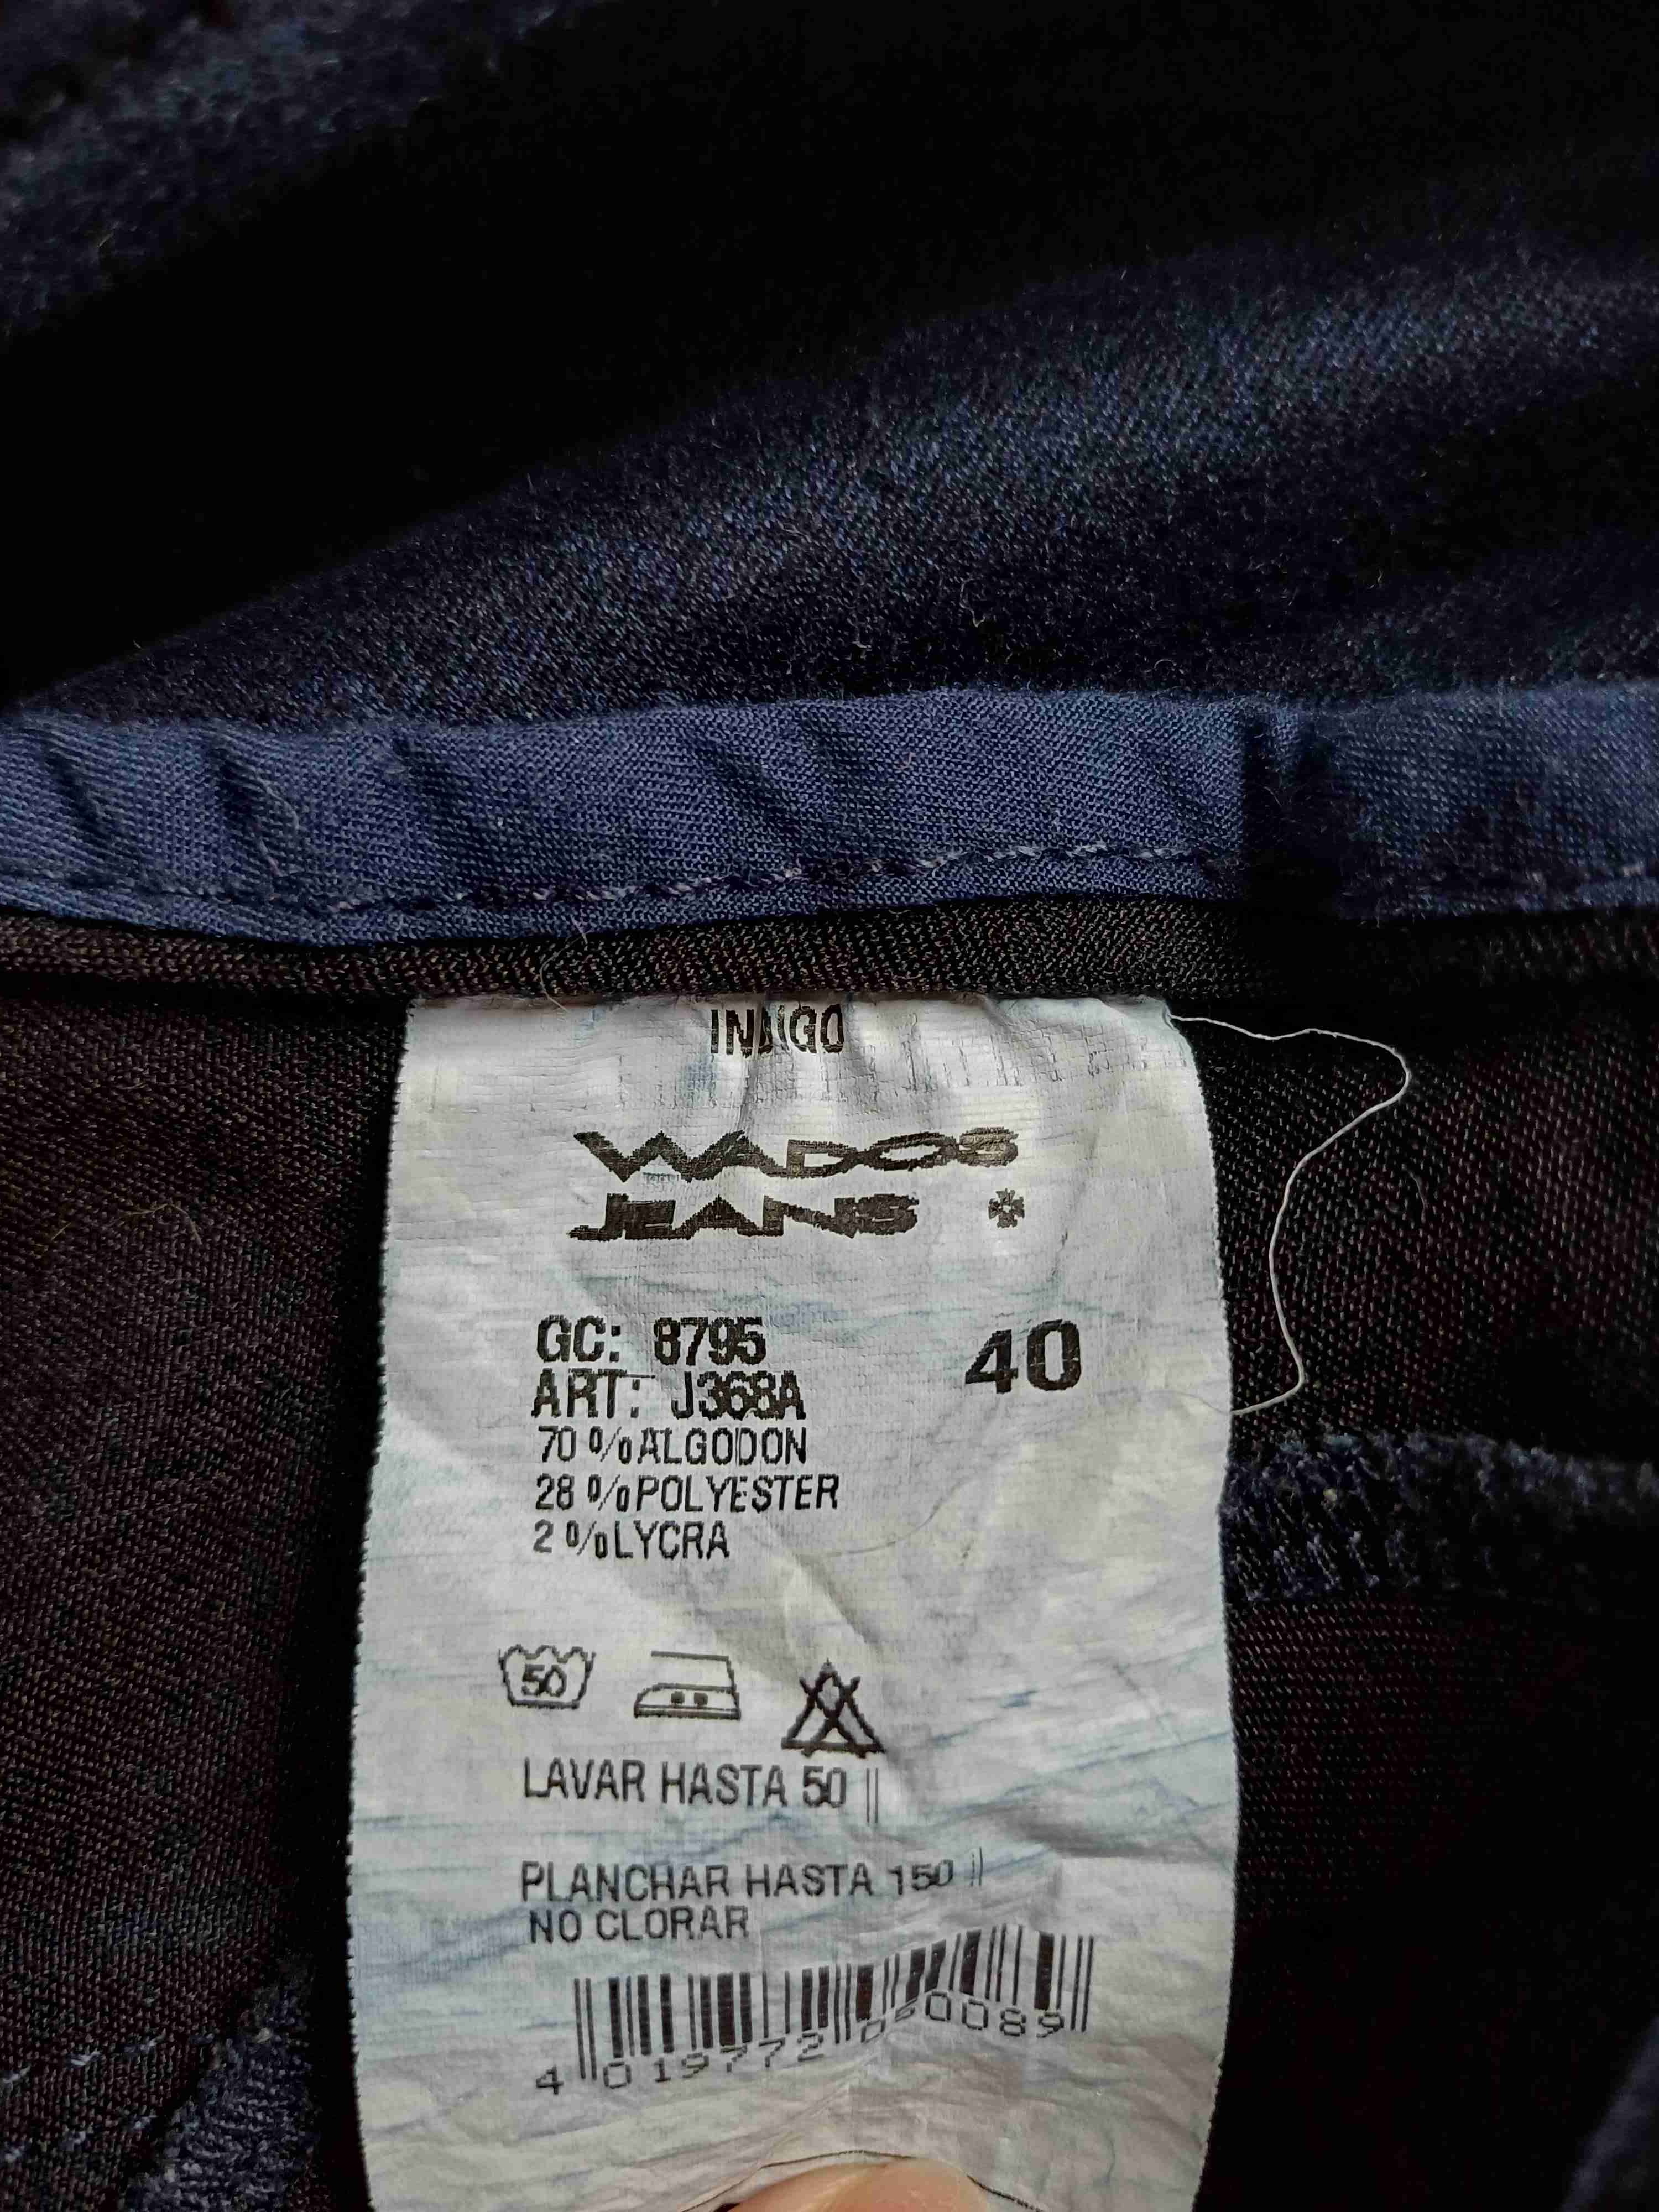 INDIGO
WADOS
JEANS *
GC: 8795
ART: J368A
40
70 % ALGODON
28 % POLYESTER
2 % LYCRA
50
LAVAR HASTA 50 ||
PLANCHAR HASTA 150 ||
NO CLORAR
4 019772 050089